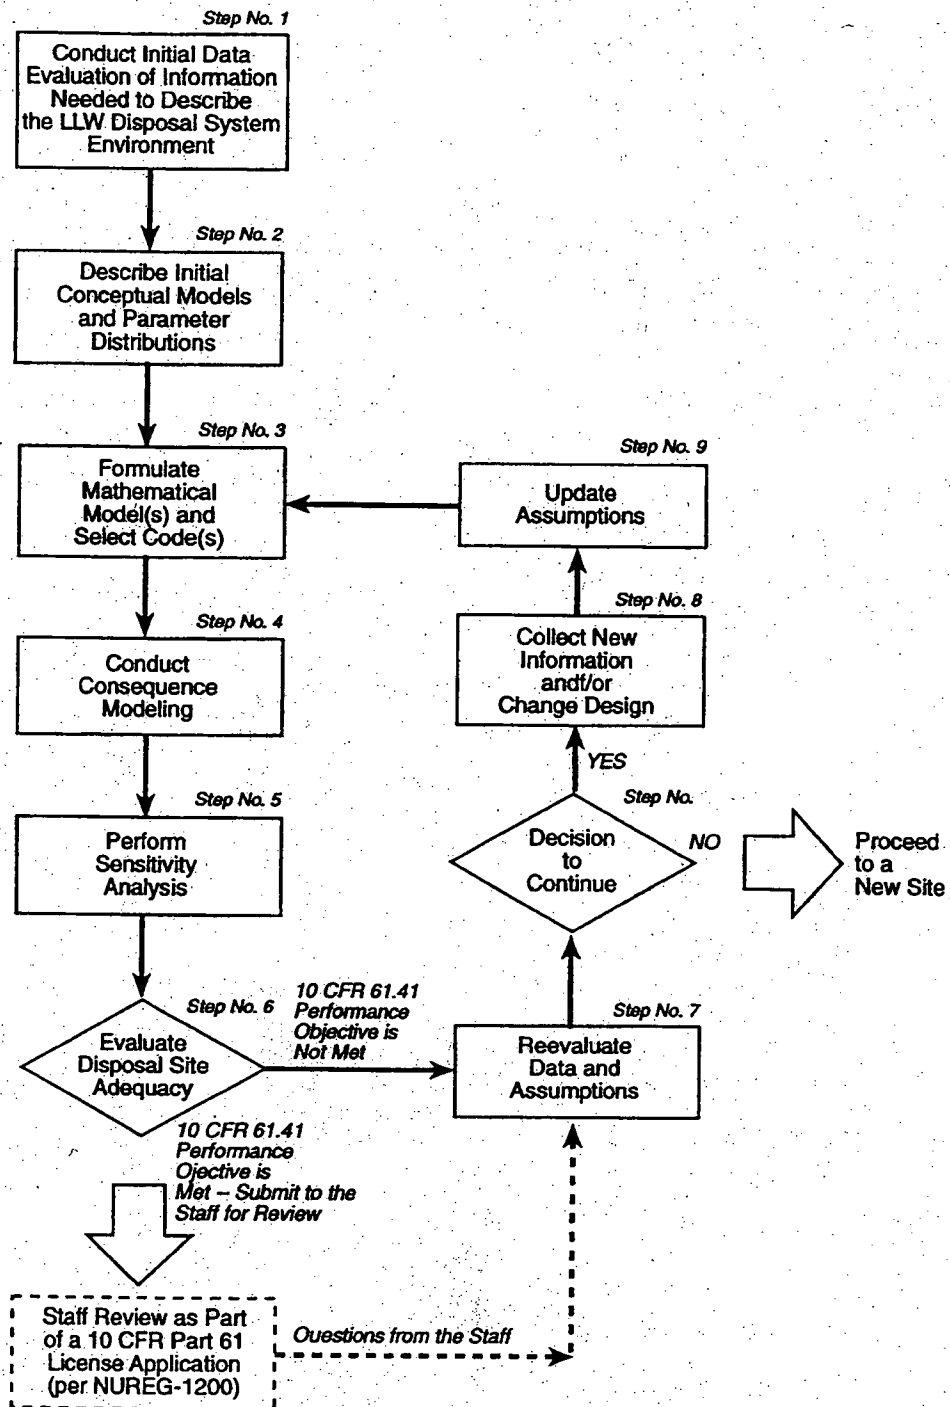 Step No. 1
Conduct Initial Data
Evaluation of Information
Needed to Describe
the LLW Disposal System
Environment
Step No. 2
Describe Initial
Conceptual Models
and Parameter
Distributions
Step No. 3
Formulate
Mathematical
Model(s) and
Select Code(s)
Step No. 4
Conduct
Consequence
Modeling
Step No. 5
Perform
Sensitivity
Analysis
Step No. 6
Evaluate
Disposal Site
Adequacy
10 CFR 61.41
Performance
Objective is
Not Met
10 CFR 61.41
Performance
Ojective is
Met – Submit to the
Staff for Review
Staff Review as Part
of a 10 CFR Part 61
License Application
(per NUREG-1200)
Ouestions from the Staff
Step No. 7
Reevaluate
Data and
Assumptions
Step No.
Decision
to
Continue
NO
Proceed
to a
New Site
YES
Step No. 8
Collect New
Information
andf/or
Change Design
Step No. 9
Update
Assumptions